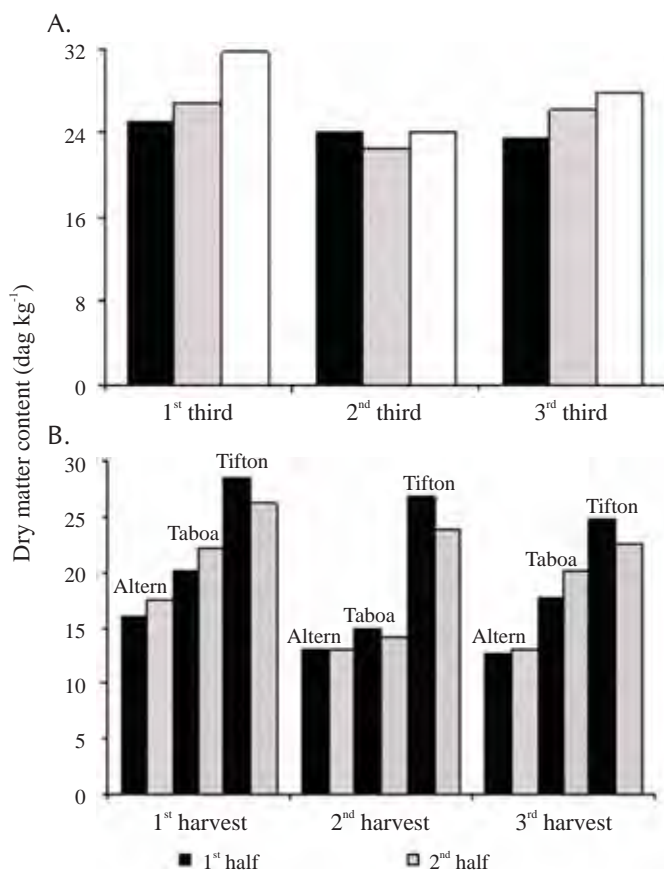 A.
32
24
16
8
0
1st third
2nd third
3rd third
Dry matter content (dag kg-1)
B.
30
25
20
15
10
5
0
Altern
Taboa
Tifton
Altern
Taboa
Tifton
Altern
Taboa
Tifton
1st harvest
2nd harvest
3rd harvest
1st half
2nd half